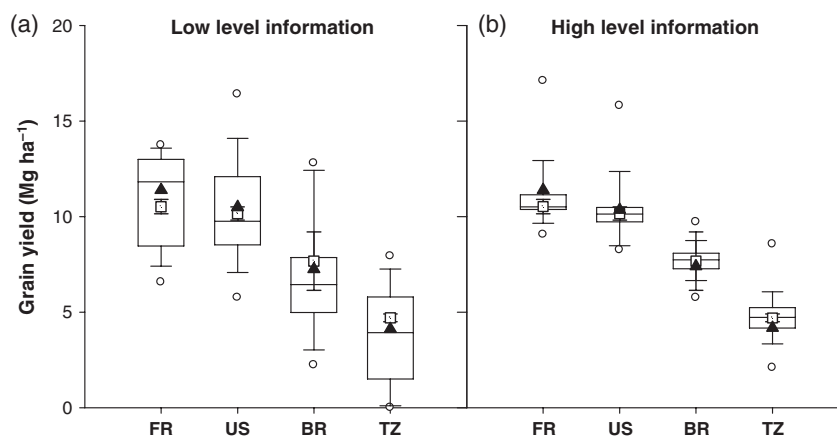 (a)
Low level information
(b)
High level information
Grain yield (Mg ha⁻¹)
20
15
10
5
0
FR US BR TZ
FR US BR TZ